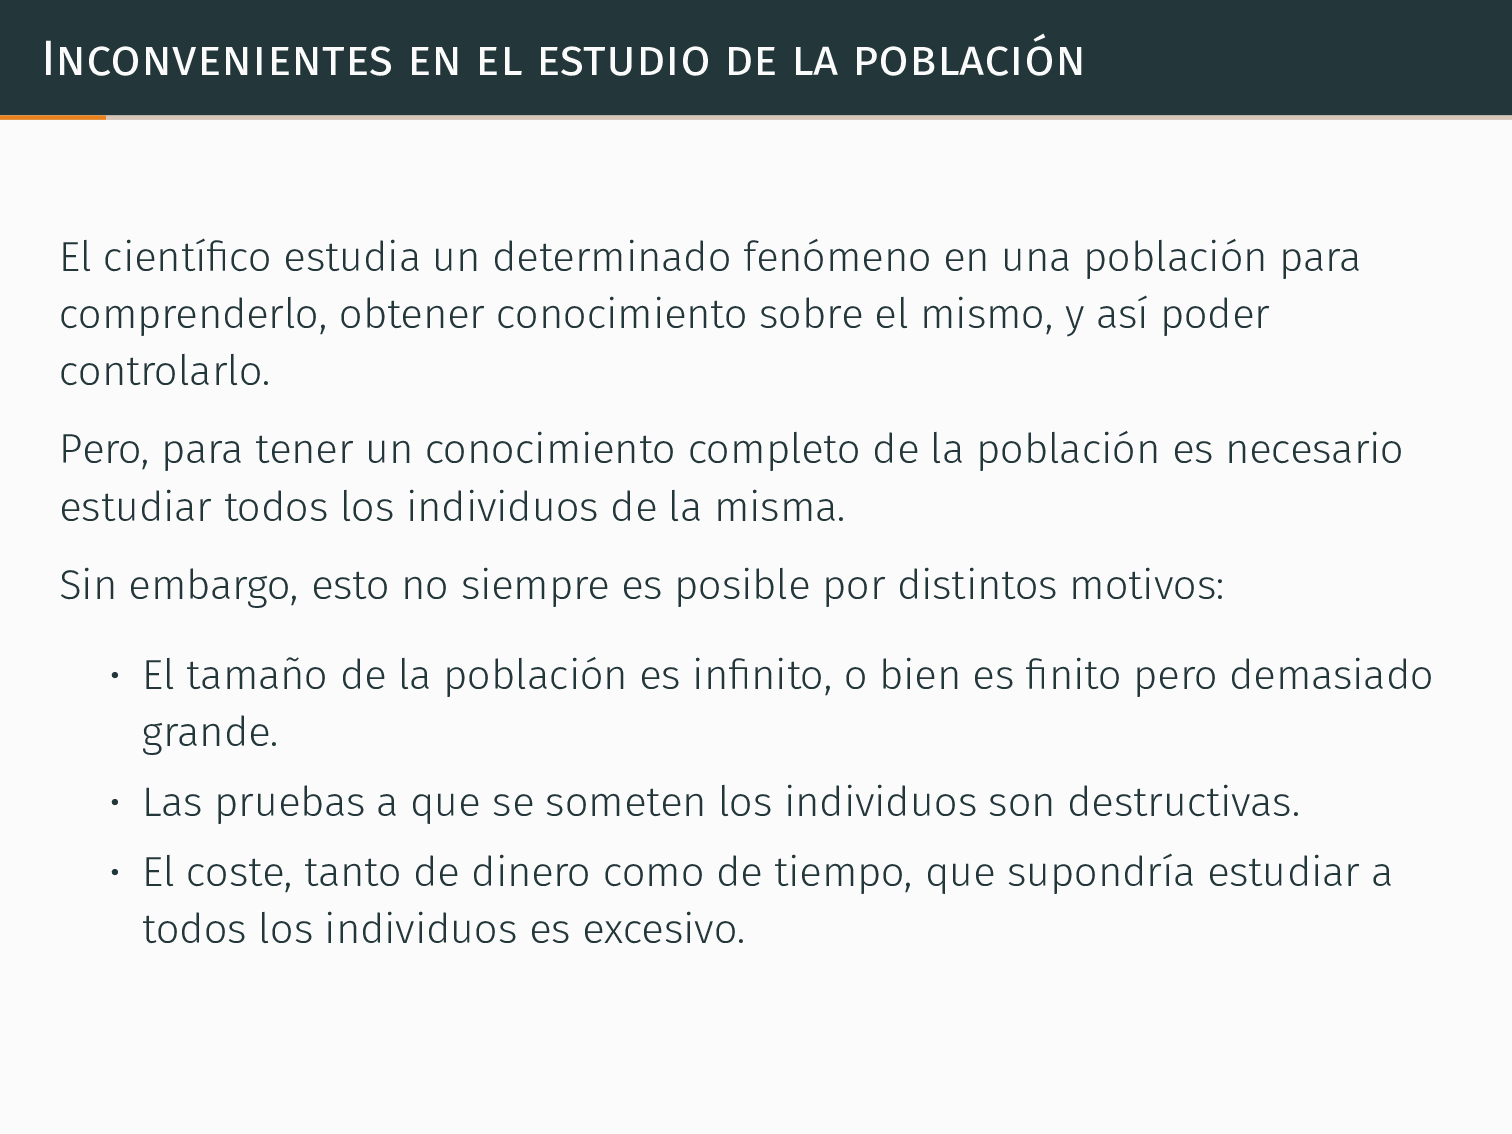 Inconvenientes en el estudio de la población
El científico estudia un determinado fenómeno en una población para
comprenderlo, obtener conocimiento sobre el mismo, y así poder
controlarlo.
Pero, para tener un conocimiento completo de la población es necesario
estudiar todos los individuos de la misma.
Sin embargo, esto no siempre es posible por distintos motivos:
• El tamaño de la población es infinito, o bien es finito pero demasiado
grande.
• Las pruebas a que se someten los individuos son destructivas.
• El coste, tanto de dinero como de tiempo, que supondría estudiar a
todos los individuos es excesivo.